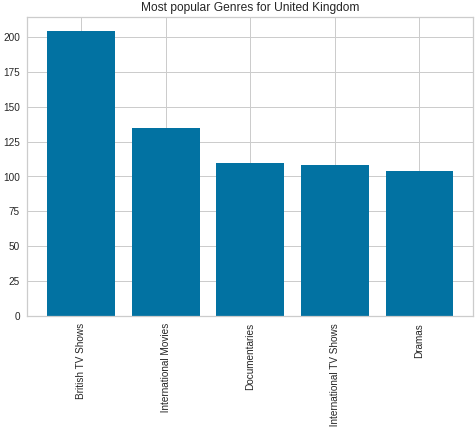 Most popular Genres for United Kingdom
200
175
150
125
100
75
50
25
0
British TV Shows
International Movies
Documentaries
International TV Shows
Dramas